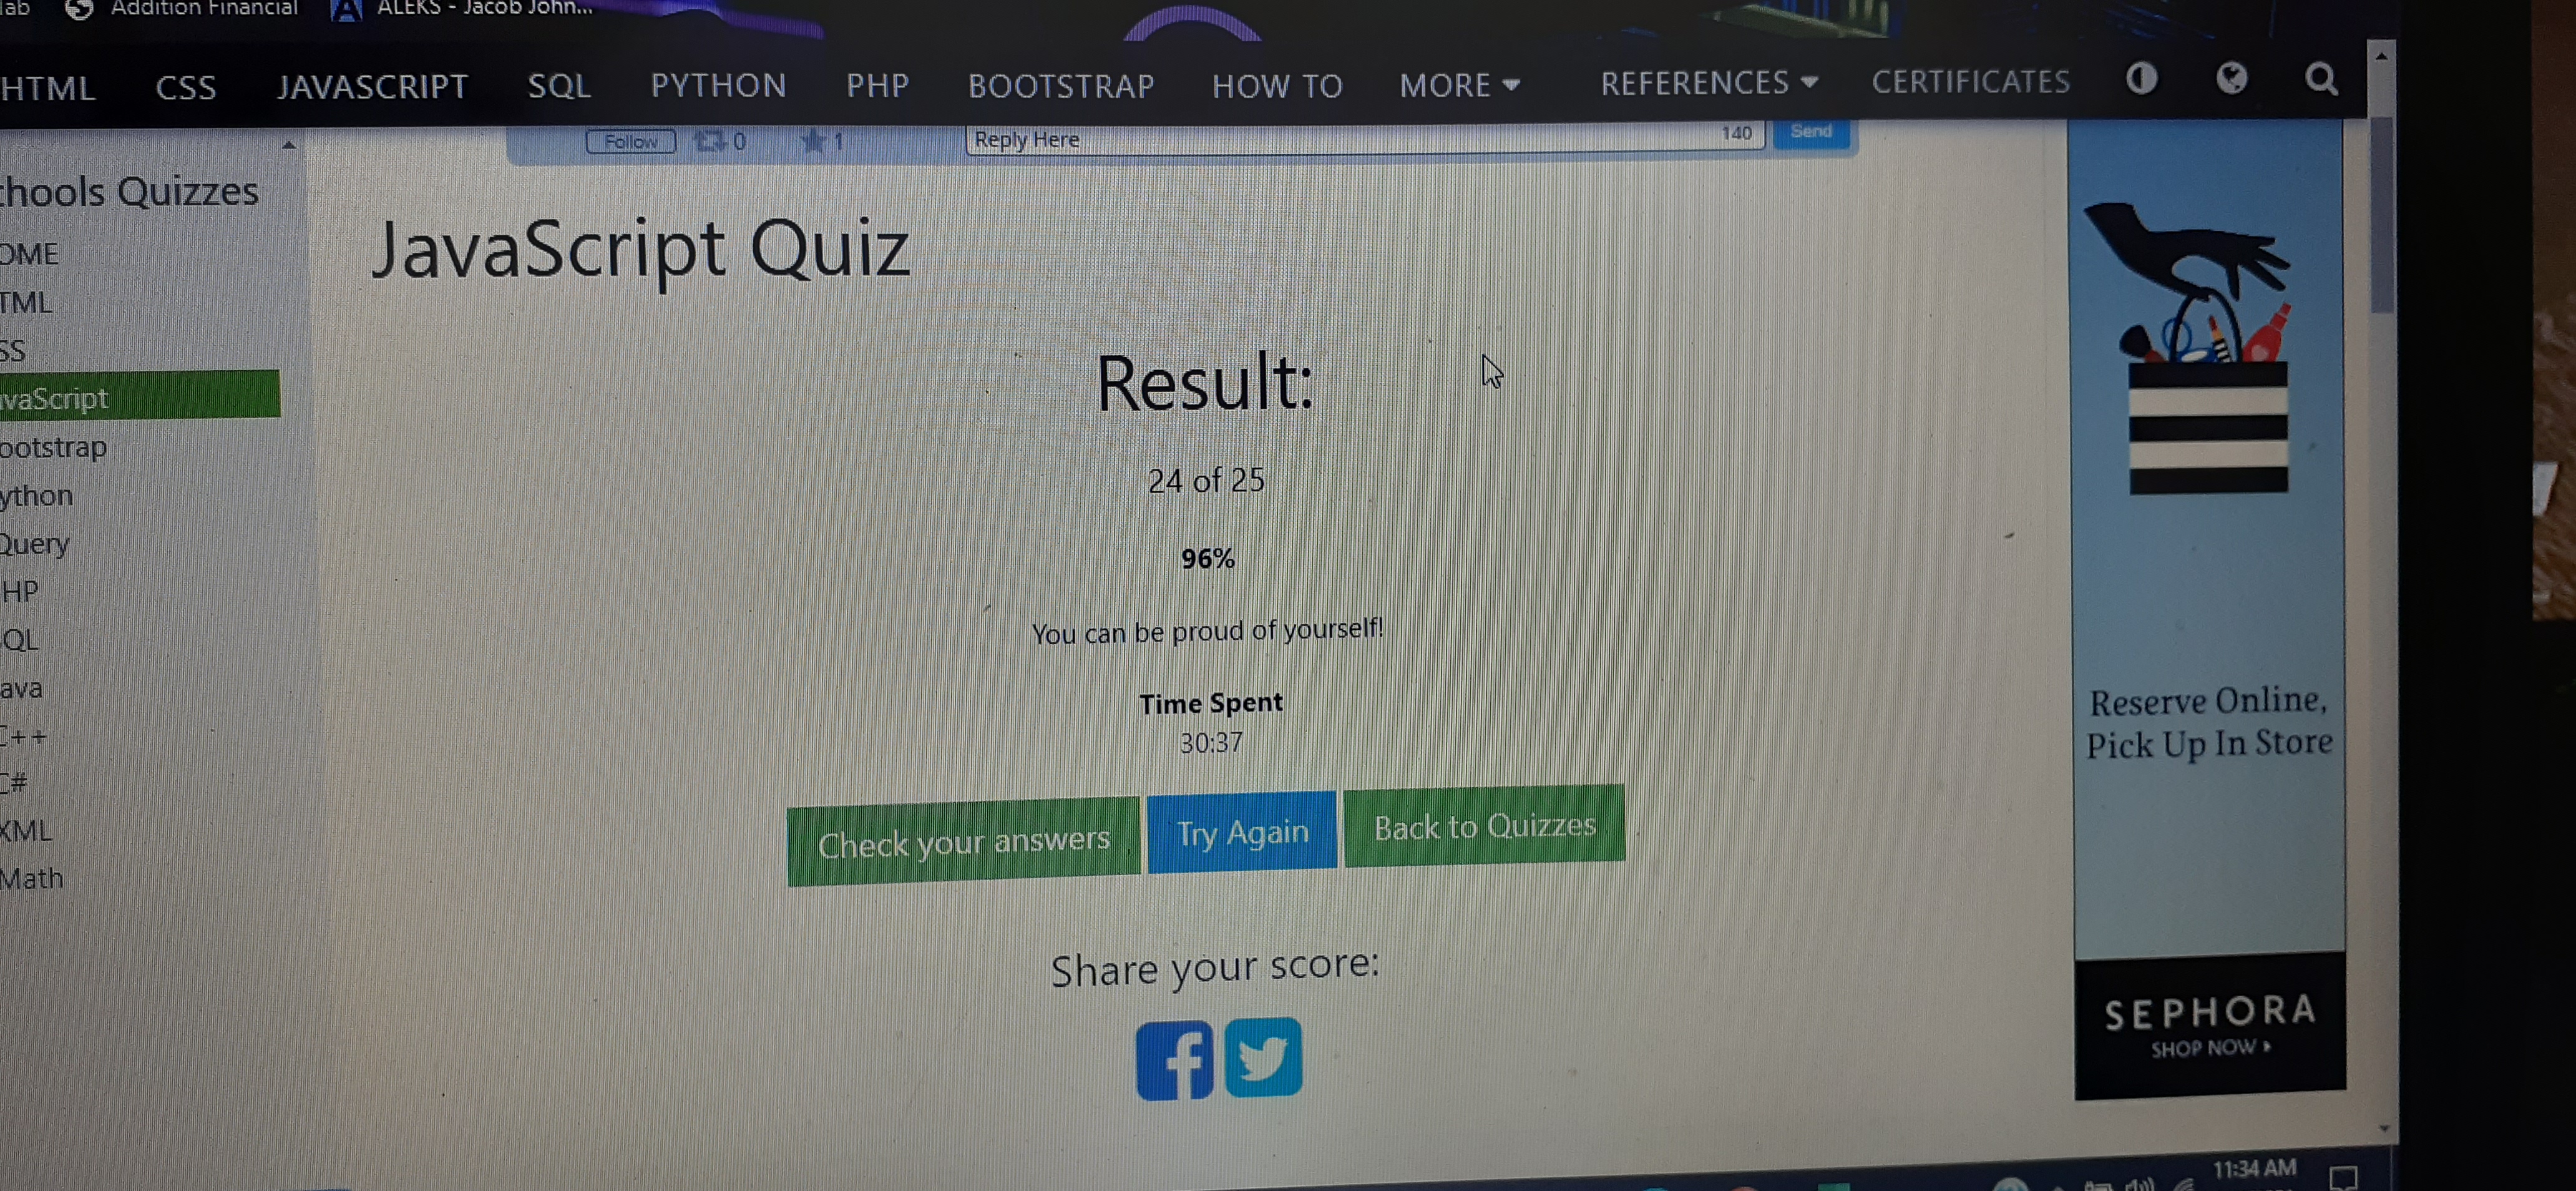 lab Addition Financial ALEKS - Jacob John...
HTML CSS JAVASCRIPT SQL PYTHON PHP BOOTSTRAP HOW TO MORE REFERENCES CERTIFICATES
Follow 0 1 Reply Here 140 Send
chools Quizzes
OME
TML
SS
vaScript
ootstrap
ython
Query
HP
QL
ava
C++
C#
XML
Math
JavaScript Quiz
Result:
24 of 25
96%
You can be proud of yourself!
Time Spent
30:37
Check your answers Try Again Back to Quizzes
Share your score:
Reserve Online,
Pick Up In Store
SEPHORA
SHOP NOW
11:34 AM